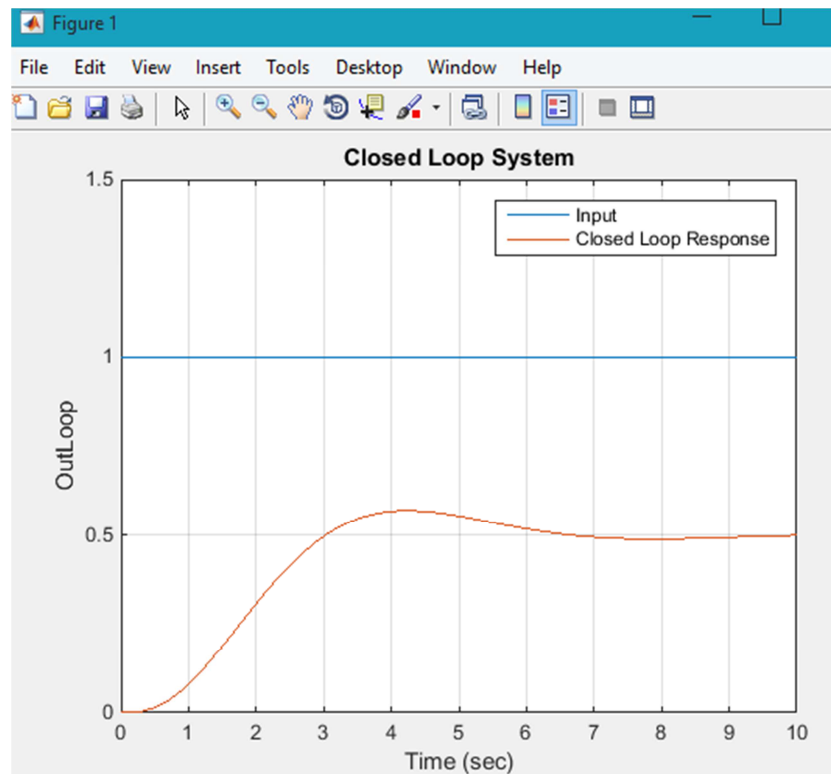 Figure 1
File Edit View Insert Tools Desktop Window Help
Closed Loop System
Input
Closed Loop Response
1.5
1
0.5
0
OutLoop
0 1 2 3 4 5 6 7 8 9 10
Time (sec)